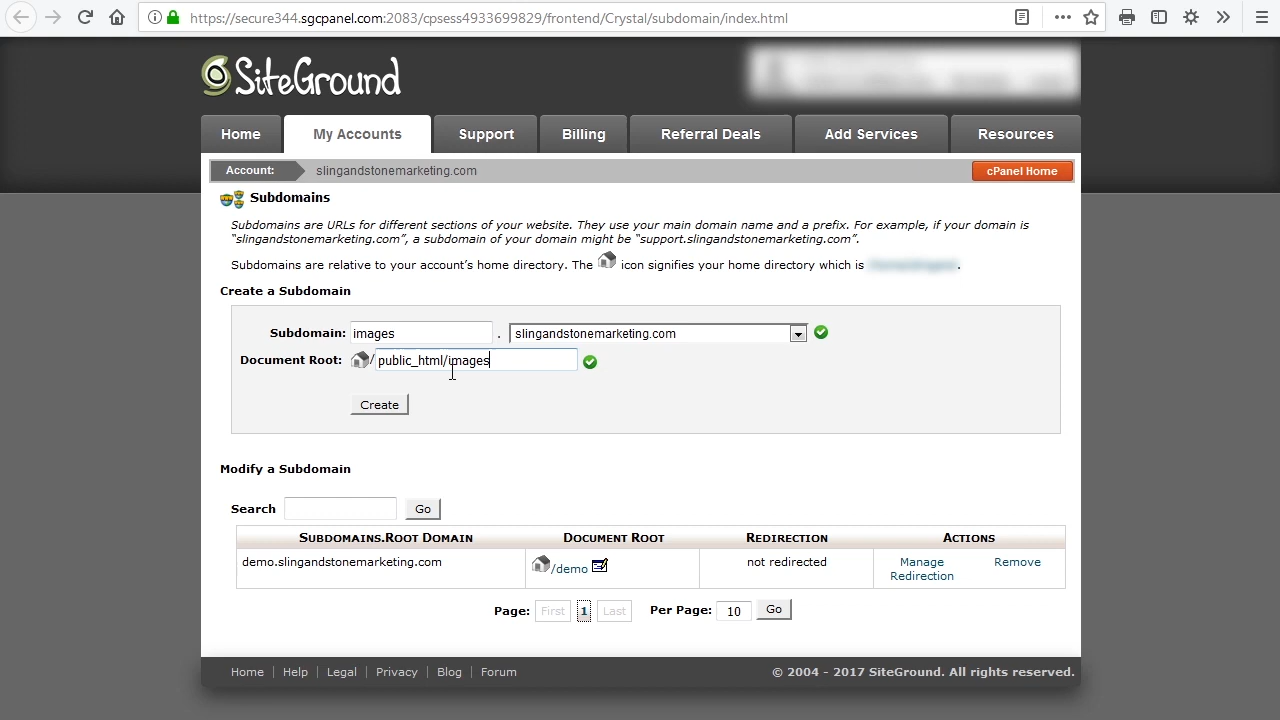 https://secure344.sgcpanel.com:2083/cpsess4933699829/frontend/Crystal/subdomain/index.html
SiteGround
Home My Accounts Support Billing Referral Deals Add Services Resources
Account: slingandstonemarketing.com cPanel Home
Subdomains
Subdomains are URLs for different sections of your website. They use your main domain name and a prefix. For example, if your domain is
“slingandstonemarketing.com”, a subdomain of your domain might be “support.slingandstonemarketing.com”.
Subdomains are relative to your account’s home directory. The icon signifies your home directory which is .
Create a Subdomain
Subdomain: images . slingandstonemarketing.com
Document Root: / public_html/images
Create
Modify a Subdomain
Search Go
Subdomains.Root Domain Document Root Redirection Actions
demo.slingandstonemarketing.com /demo not redirected Manage Redirection Remove
Page: First 1 Last Per Page: 10 Go
Home Help Legal Privacy Blog Forum © 2004 - 2017 SiteGround. All rights reserved.